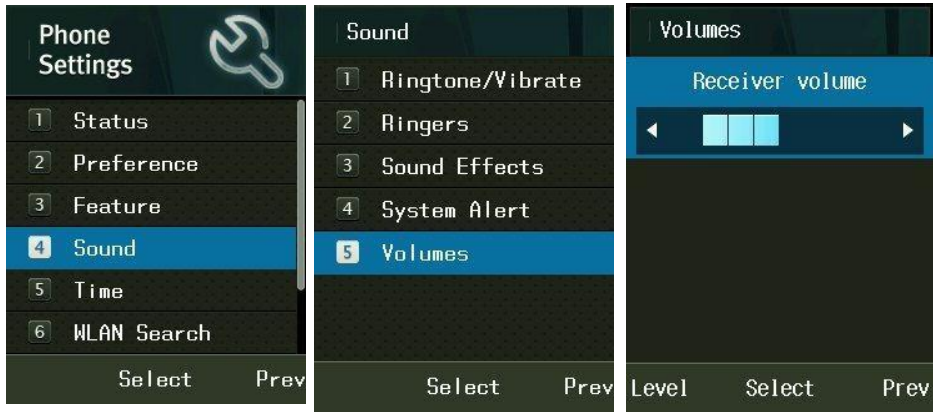 Phone
Settings
1 Status
2 Preference
3 Feature
4 Sound
5 Time
6 WLAN Search
Select Prev
Sound
1 Ringtone/Vibrate
2 Ringers
3 Sound Effects
4 System Alert
5 Volumes
Select Prev
Volumes
Receiver volume
Level Select Prev